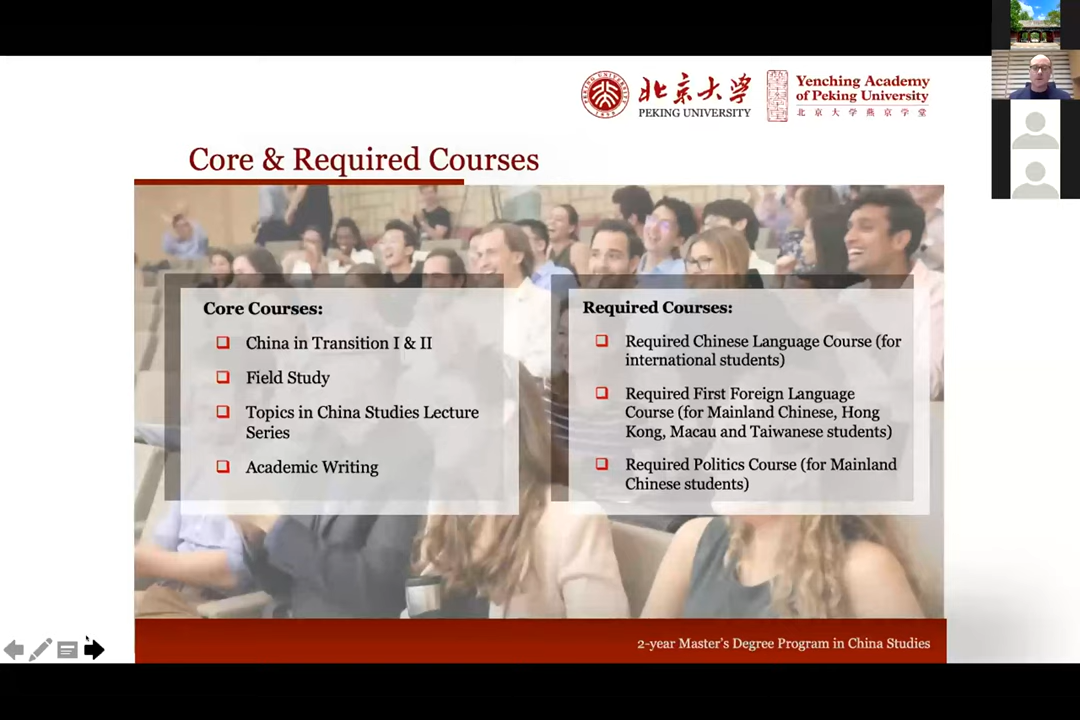 北京大学
PEKING UNIVERSITY
Yenching Academy
of Peking University
北京大学燕京学堂
Core & Required Courses
Core Courses:
China in Transition I & II
Field Study
Topics in China Studies Lecture
Series
Academic Writing
Required Courses:
Required Chinese Language Course (for
international students)
Required First Foreign Language
Course (for Mainland Chinese, Hong
Kong, Macau and Taiwanese students)
Required Politics Course (for Mainland
Chinese students)
2-year Master's Degree Program in China Studies